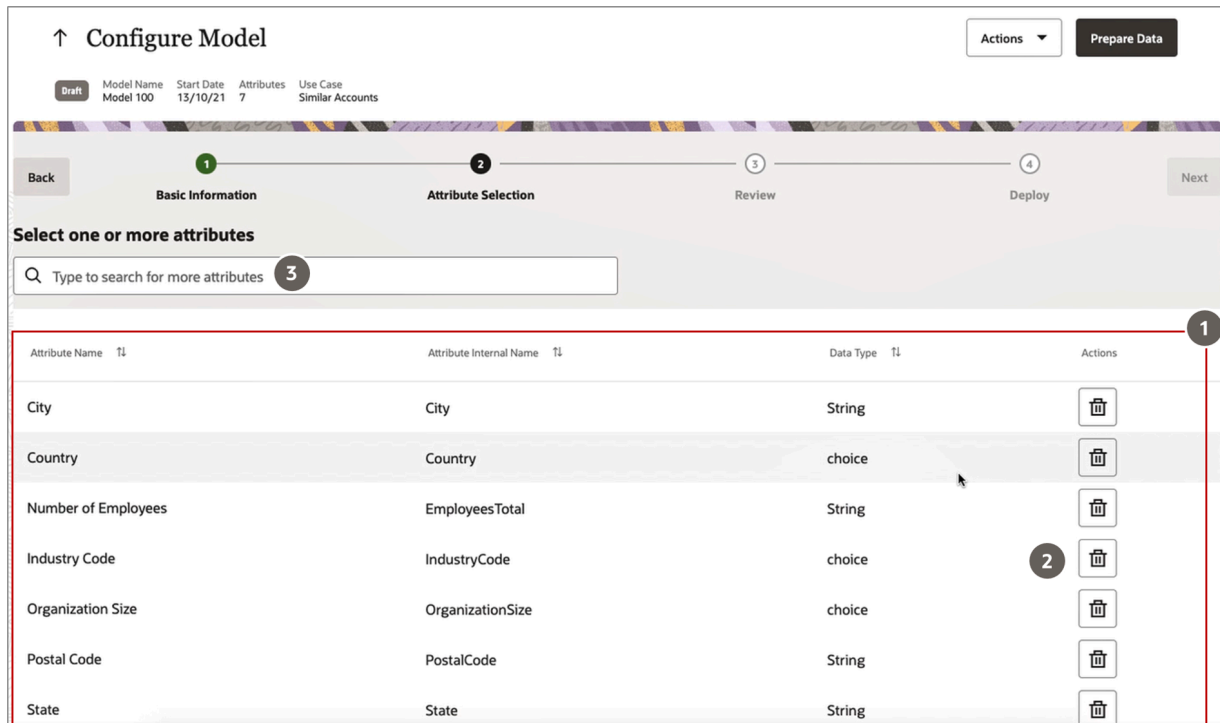 Configure Model
Actions
Prepare Data
Draft
Model Name Start Date Attributes Use Case
Model 100 13/10/21 7 Similar Accounts
Back
1 2 3 4
Next
Basic Information Attribute Selection Review Deploy
Select one or more attributes
Type to search for more attributes 3
1
Attribute Name Attribute Internal Name Data Type Actions
City City String
Country Country choice
Number of Employees EmployeesTotal String
Industry Code IndustryCode choice 2
Organization Size OrganizationSize choice
Postal Code PostalCode String
State State String